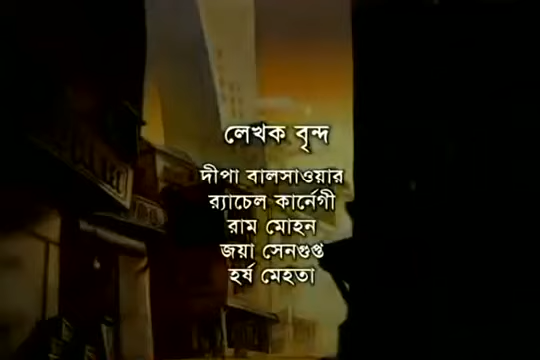 লেখক বৃন্দ
দীপা বালসাওয়ার
র‍্যাচেল কার্নেগী
রাম মোহন
জয়া সেনগুপ্ত
হর্ষ মেহতা